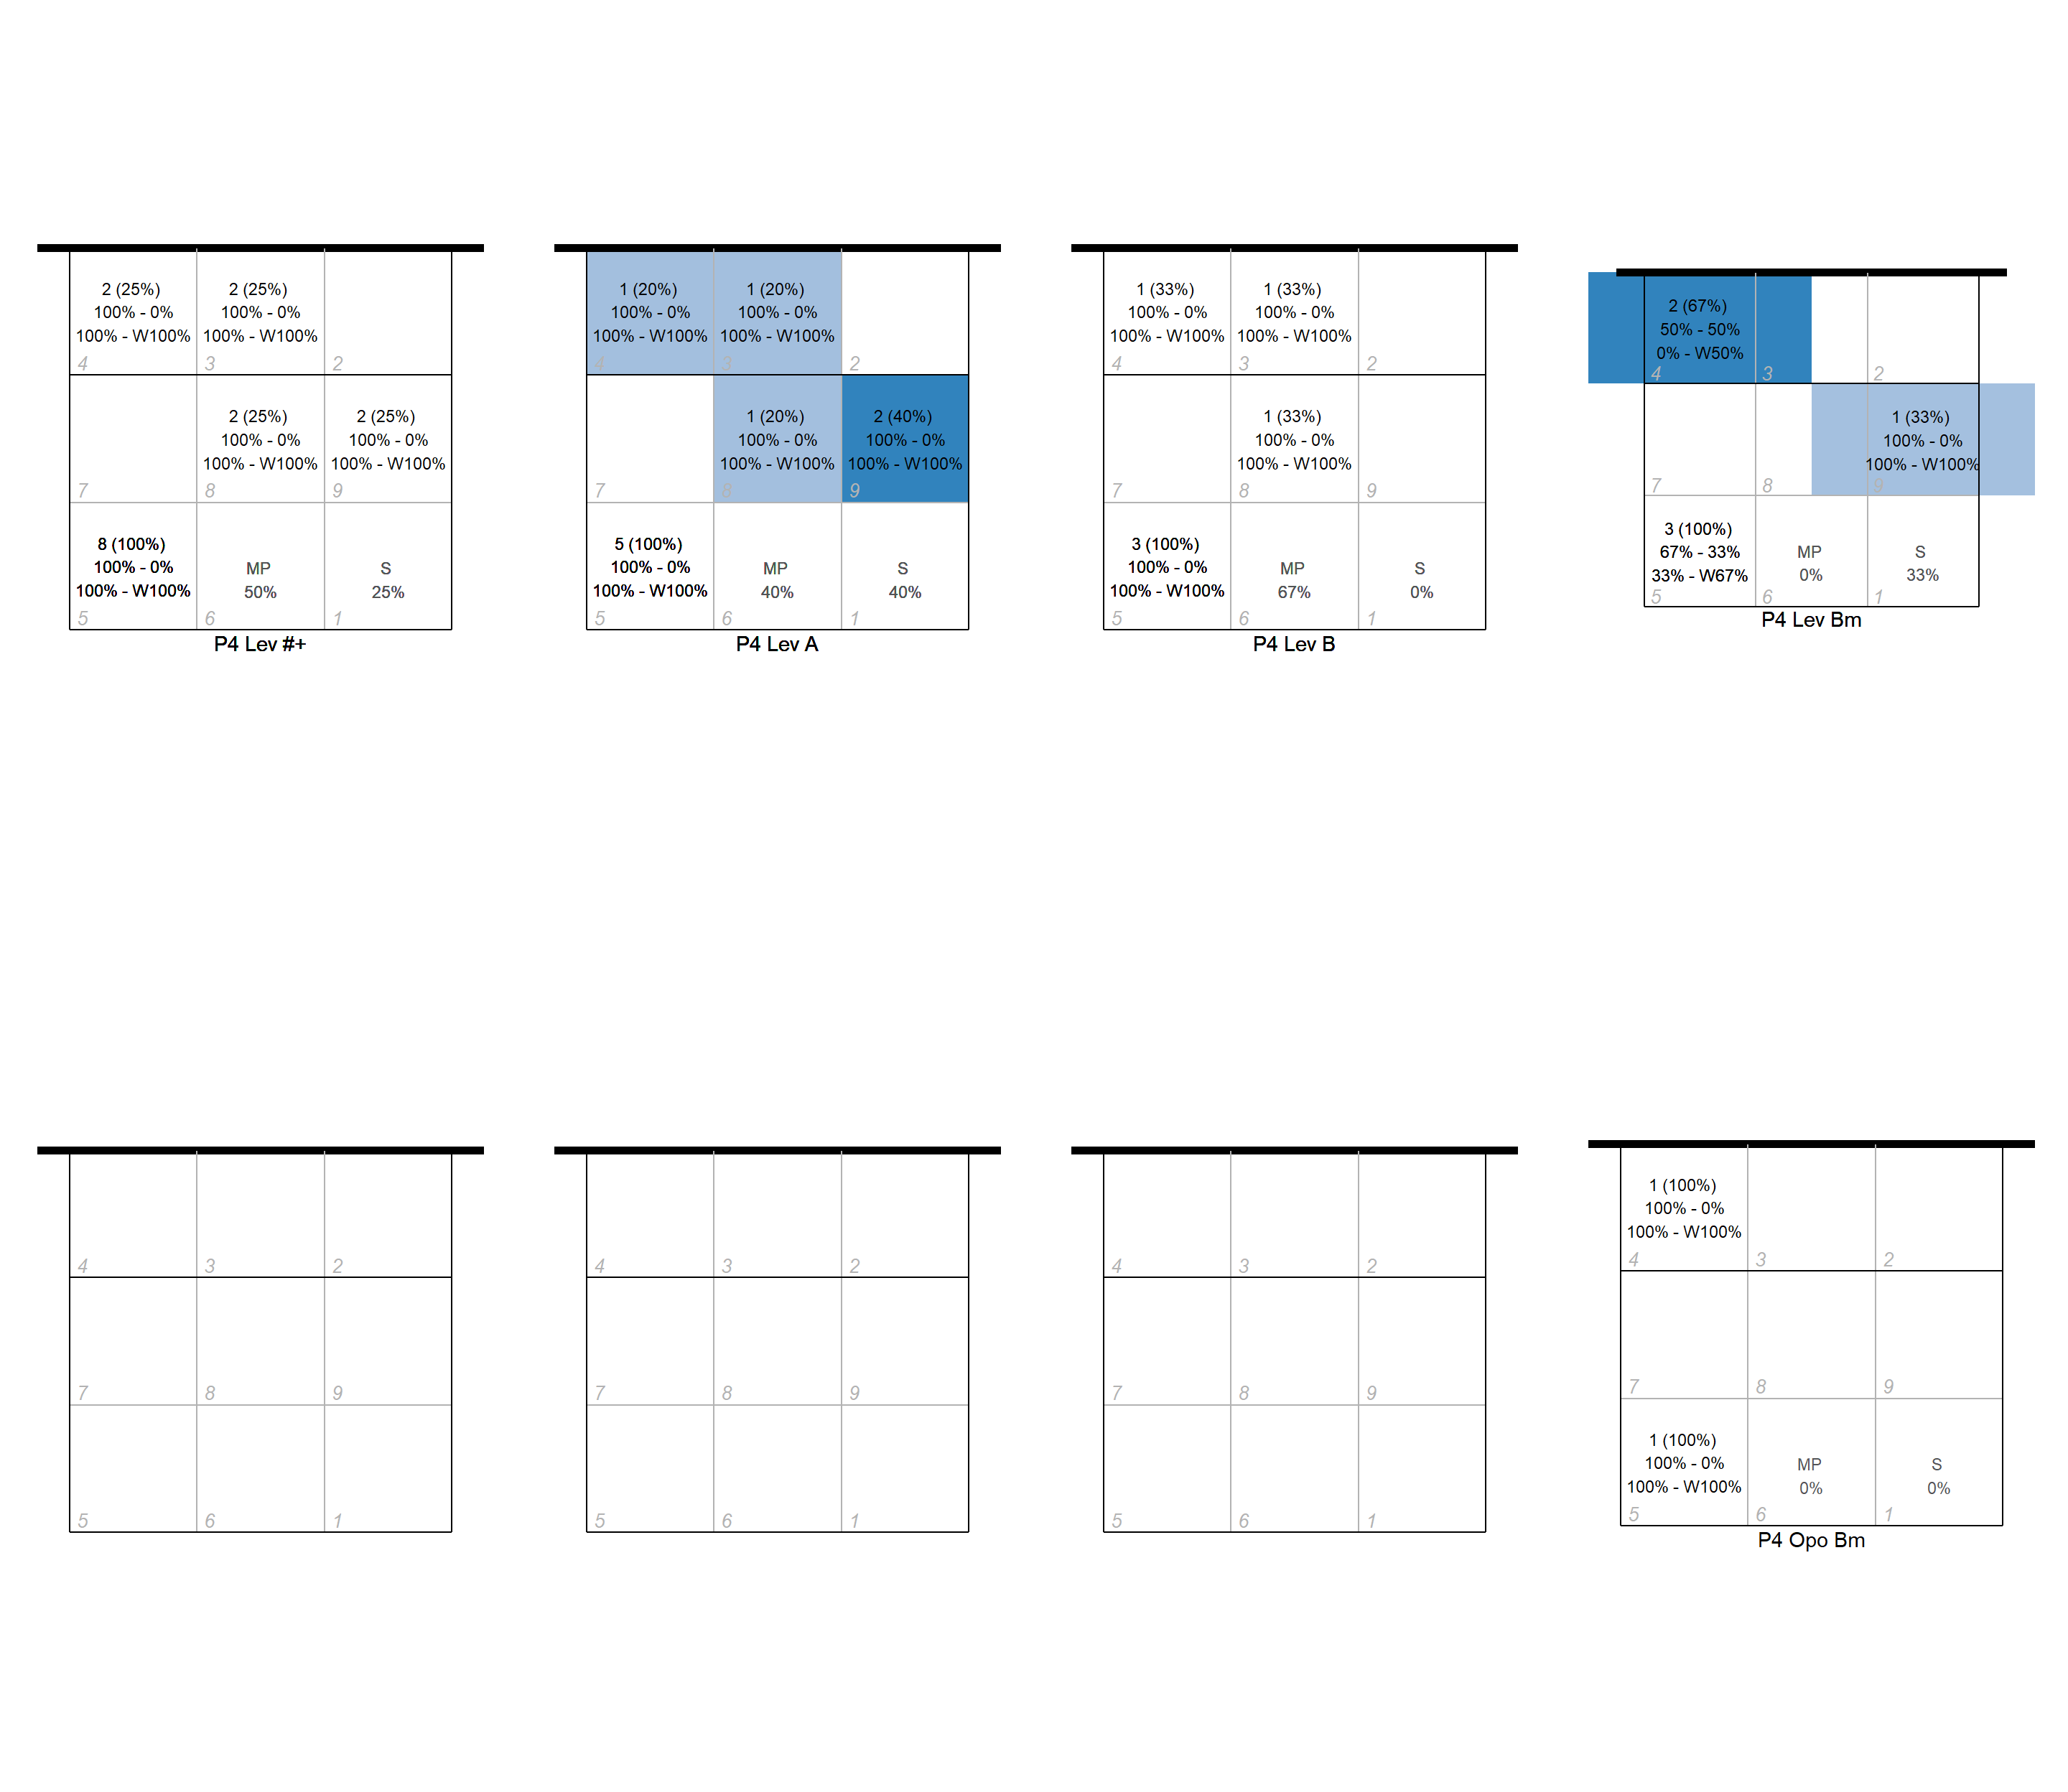 2 (25%)
100% - 0%
100% - W100%
4
2 (25%)
100% - 0%
100% - W100%
3
2
7
2 (25%)
100% - 0%
100% - W100%
8
2 (25%)
100% - 0%
100% - W100%
9
8 (100%)
100% - 0%
100% - W100%
5
MP
50%
6
S
25%
1
P4 Lev #+
1 (20%)
100% - 0%
100% - W100%
4
1 (20%)
100% - 0%
100% - W100%
3
2
7
1 (20%)
100% - 0%
100% - W100%
8
2 (40%)
100% - 0%
100% - W100%
9
5 (100%)
100% - 0%
100% - W100%
5
MP
40%
6
S
40%
1
P4 Lev A
1 (33%)
100% - 0%
100% - W100%
4
1 (33%)
100% - 0%
100% - W100%
3
2
7
1 (33%)
100% - 0%
100% - W100%
8
9
3 (100%)
100% - 0%
100% - W100%
5
MP
67%
6
S
0%
1
P4 Lev B
2 (67%)
50% - 50%
0% - W50%
4
3
2
7
8
1 (33%)
100% - 0%
100% - W100%
9
3 (100%)
67% - 33%
33% - W67%
5
MP
0%
6
S
33%
1
P4 Lev Bm
4
3
2
7
8
9
5
6
1
4
3
2
7
8
9
5
6
1
4
3
2
7
8
9
5
6
1
1 (100%)
100% - 0%
100% - W100%
4
3
2
7
8
9
1 (100%)
100% - 0%
100% - W100%
5
MP
0%
6
S
0%
1
P4 Opo Bm